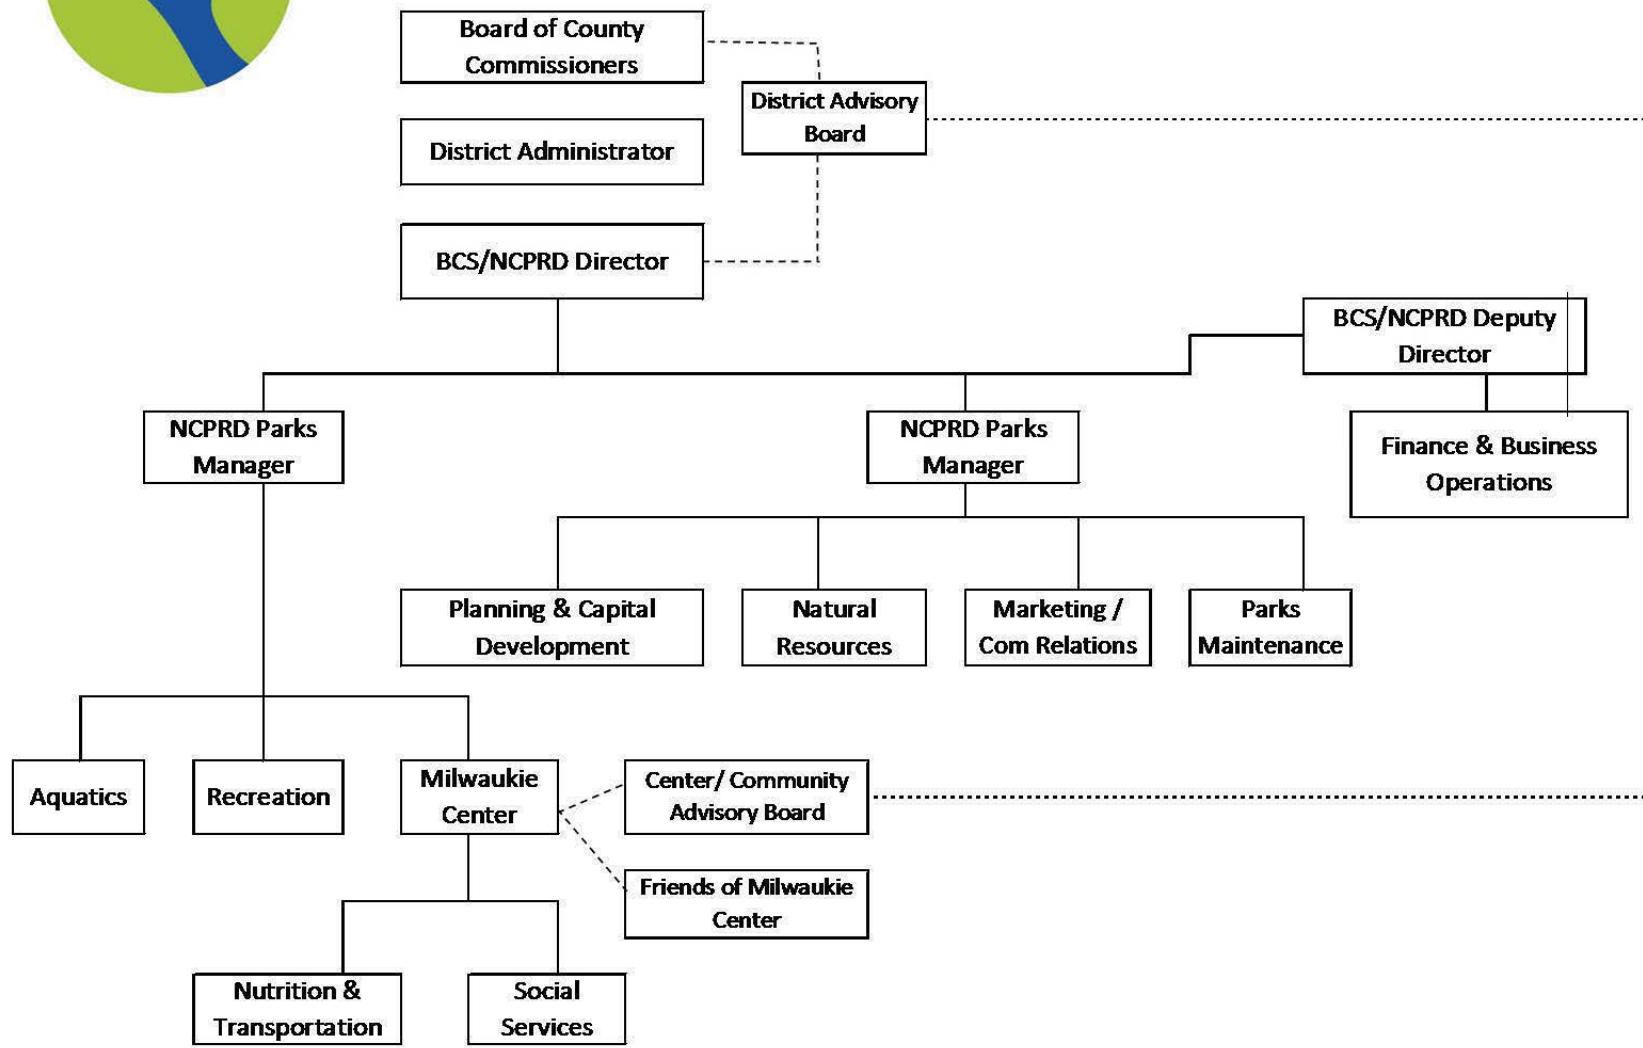 Board of County
Commissioners
District Advisory
Board
District Administrator
BCS/NCPRD Director
BCS/NCPRD Deputy
Director
NCPRD Parks
Manager
NCPRD Parks
Manager
Finance & Business
Operations
Planning & Capital
Development
Natural
Resources
Marketing /
Com Relations
Parks
Maintenance
Aquatics
Recreation
Milwaukie
Center
Center/ Community
Advisory Board
Friends of Milwaukie
Center
Nutrition &
Transportation
Social
Services